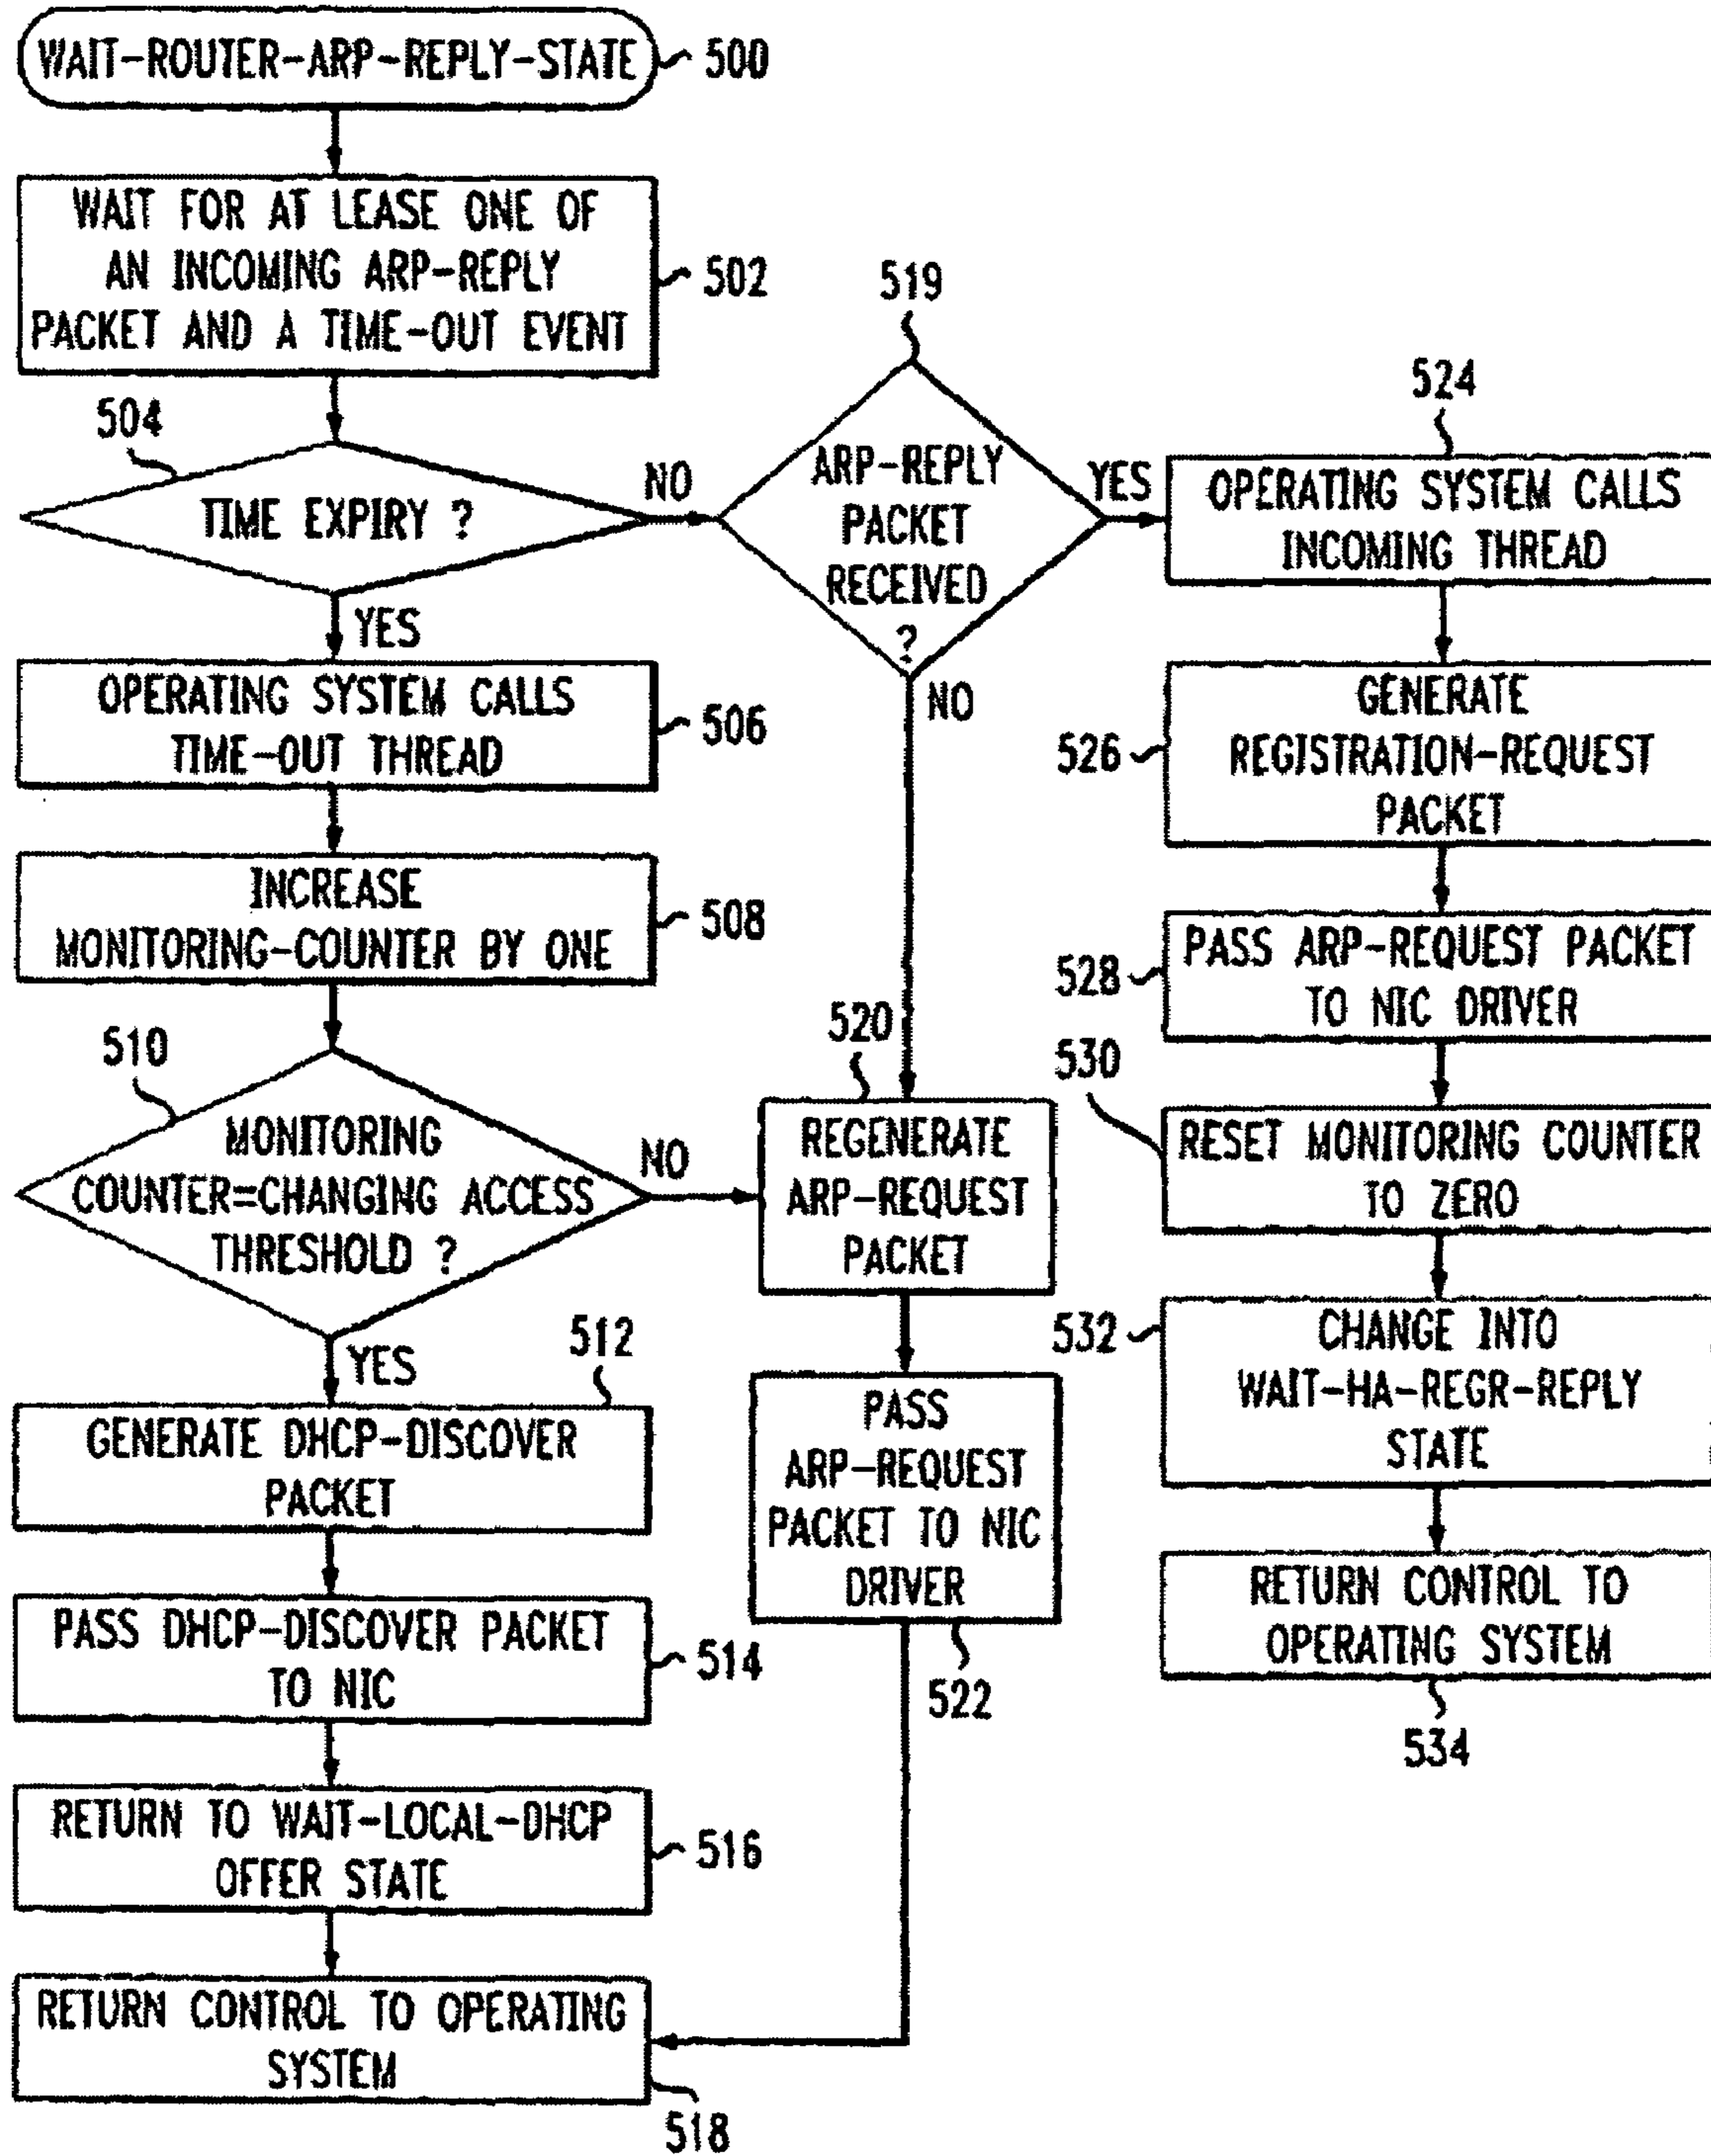 WAIT-ROUTER-ARP-REPLY-STATE
500
WAIT FOR AT LEASE ONE OF
AN INCOMING ARP-REPLY
PACKET AND A TIME-OUT EVENT
502
504
TIME EXPIRY ?
NO
YES
OPERATING SYSTEM CALLS
TIME-OUT THREAD
506
INCREASE
MONITORING-COUNTER BY ONE
508
510
MONITORING
COUNTER=CHANGING ACCESS
THRESHOLD ?
NO
YES
512
GENERATE DHCP-DISCOVER
PACKET
PASS DHCP-DISCOVER PACKET
TO NIC
514
RETURN TO WAIT-LOCAL-DHCP
OFFER STATE
516
RETURN CONTROL TO OPERATING
SYSTEM
518
519
ARP-REPLY
PACKET
RECEIVED
?
YES
NO
520
REGENERATE
ARP-REQUEST
PACKET
PASS
ARP-REQUEST
PACKET TO NIC
DRIVER
522
524
OPERATING SYSTEM CALLS
INCOMING THREAD
GENERATE
REGISTRATION-REQUEST
PACKET
526
PASS ARP-REQUEST PACKET
TO NIC DRIVER
528
530
RESET MONITORING COUNTER
TO ZERO
532
CHANGE INTO
WAIT-HA-REGR-REPLY
STATE
RETURN CONTROL TO
OPERATING SYSTEM
534